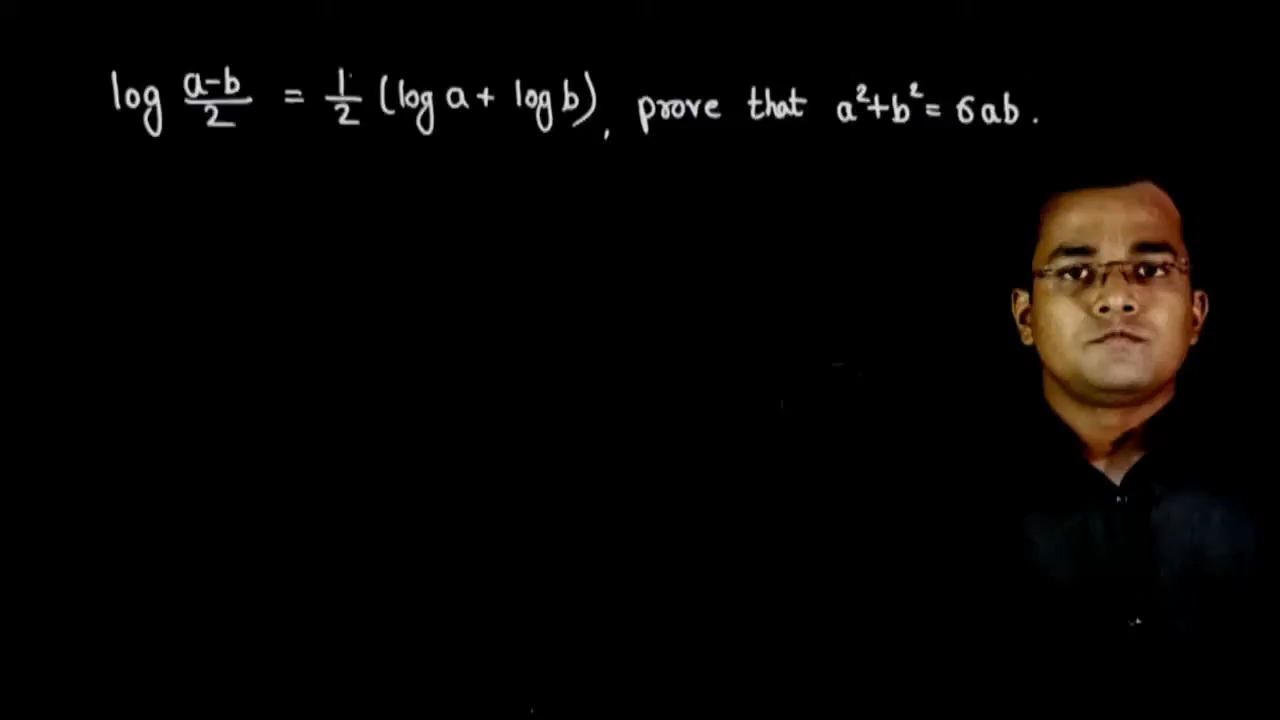 log (a-b)/2 = 1/2 (log a + log b), prove that a²+b² = 6ab.